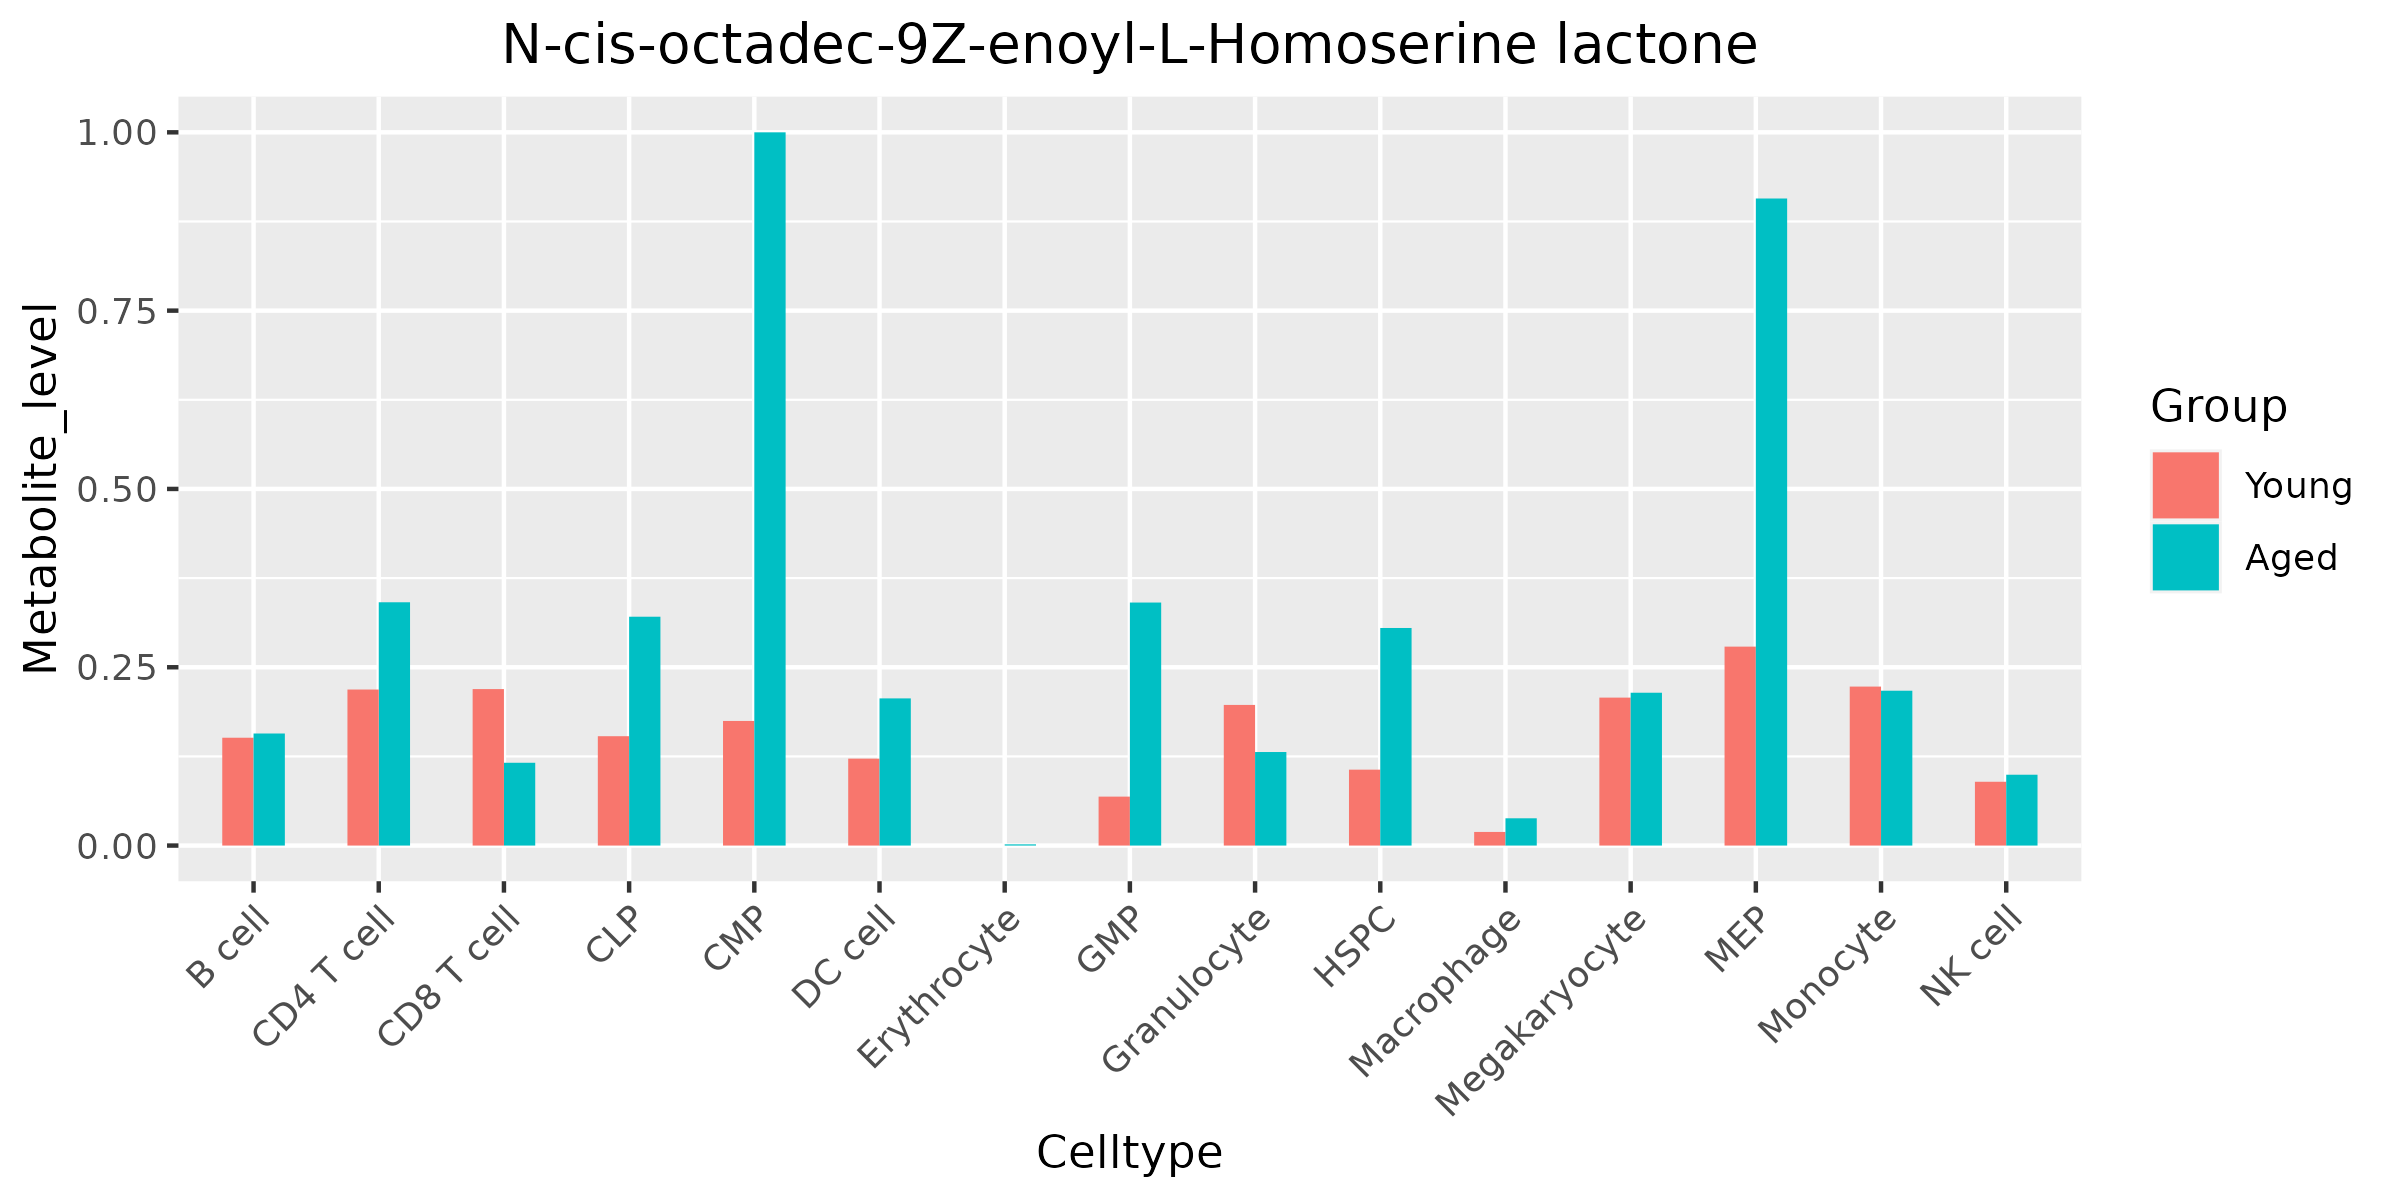 N-cis-octadec-9Z-enoyl-L-Homoserine lactone
Metabolite_level
1.00
0.75
0.50
0.25
0.00
B cell
CD4 T cell
CD8 T cell
CLP
CMP
DC cell
Erythrocyte
GMP
Granulocyte
HSPC
Macrophage
Megakaryocyte
MEP
Monocyte
NK cell
Celltype
Group
Young
Aged